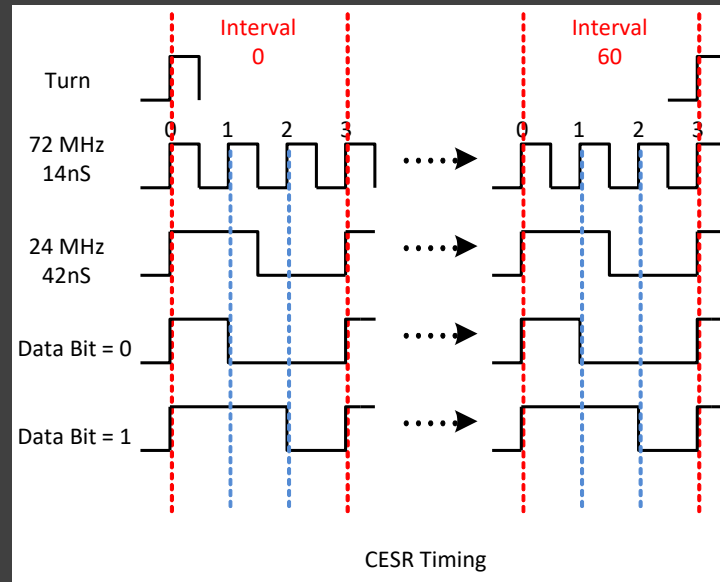 Interval
0
Interval
60
Turn
0 1 2 3
0 1 2 3
72 MHz
14nS
24 MHz
42nS
Data Bit = 0
Data Bit = 1
CESR Timing